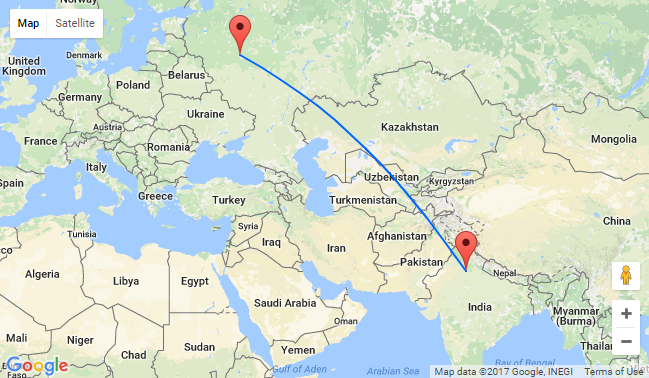 Map Satellite
United
Kingdom
Denmark
Belarus
Poland
Germany
Ukraine
Kazakhstan
Mongolia
France
Austria
Romania
Italy
Uzbekistan
Kyrgyzstan
Spain
Greece
Turkey
Turkmenistan
China
Tunisia
Syria
Iraq
Iran
Afghanistan
Pakistan
Nepal
Algeria
Libya
Egypt
Saudi Arabia
India
Myanmar
(Burma)
Oman
Mali
Niger
Chad
Sudan
Yemen
Thailand
Google
Gulf of Aden
Arabian Sea
Bay of Bengal
Map data ©2017 Google, INEGI Terms of Use